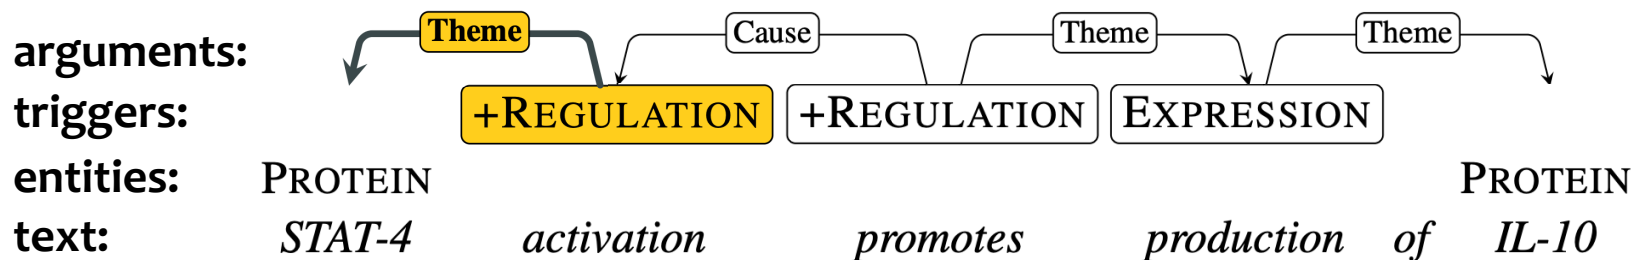 arguments: Theme Cause Theme Theme
triggers: +REGULATION +REGULATION EXPRESSION
entities: PROTEIN PROTEIN
text: STAT-4 activation promotes production of IL-10